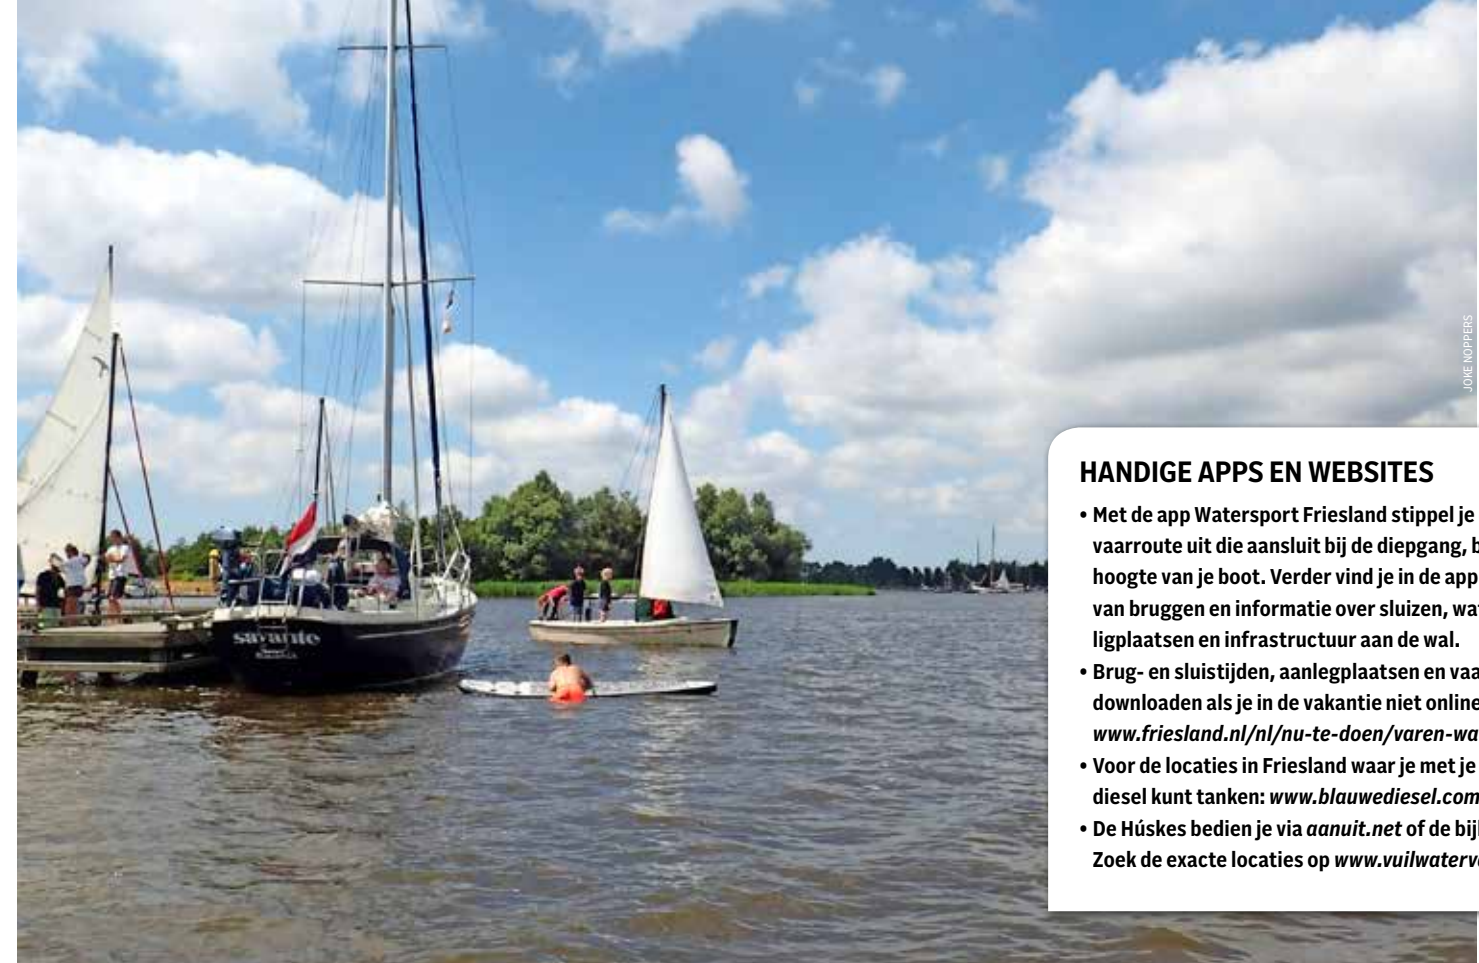 JOKE NOPPERS
HANDIGE APPS EN WEBSITES
• Met de app Watersport Friesland stippel je
vaarroute uit die aansluit bij de diepgang,
hoogte van je boot. Verder vind je in de app
van bruggen en informatie over sluizen,
ligplaatsen en infrastructuur aan de wal.
• Brug- en sluistijden, aanlegplaatsen en
downloaden als je in de vakantie niet online
www.friesland.nl/nl/nu-te-doen/varen-wa
• Voor de locaties in Friesland waar je met je
diesel kunt tanken: www.blauwediesel.com
• De Húskes bedien je via aanuit.net of de
Zoek de exacte locaties op www.vuilwaterv
savante